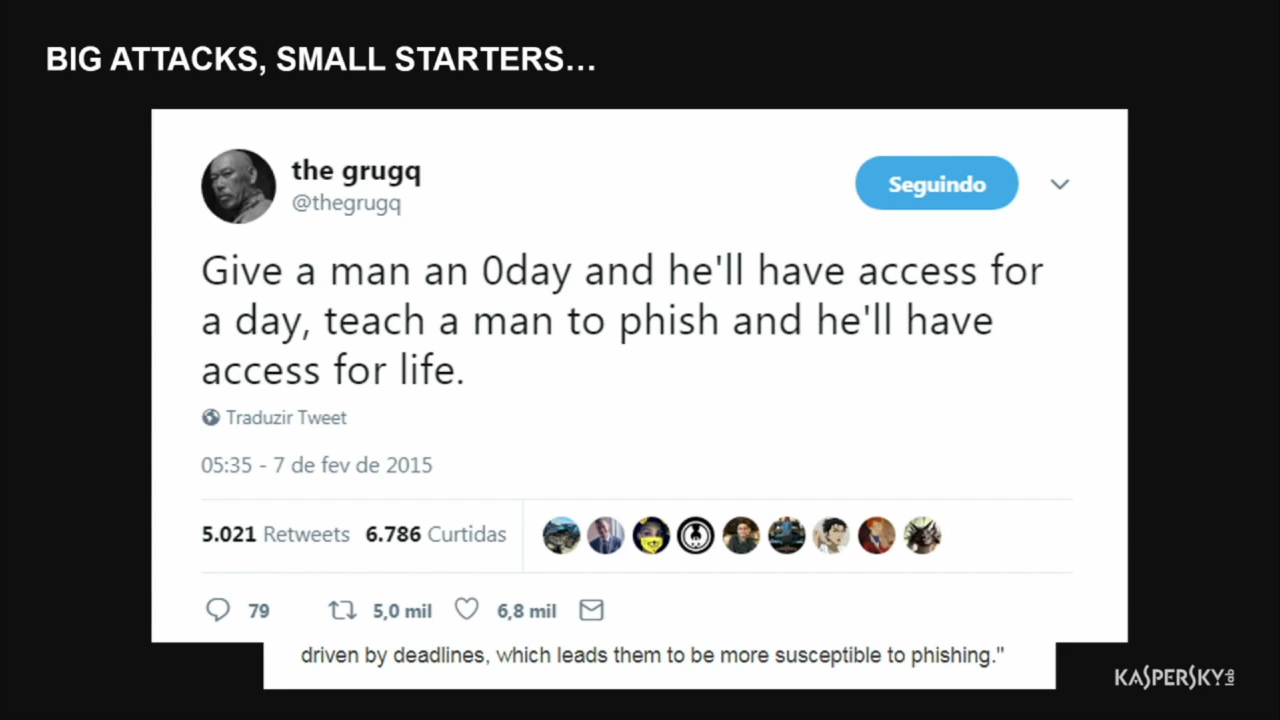 BIG ATTACKS, SMALL STARTERS...
the grugq
@thegrugq
Seguindo
Give a man an 0day and he'll have access for
a day, teach a man to phish and he'll have
access for life.
Traduzir Tweet
05:35 - 7 de fev de 2015
5.021 Retweets 6.786 Curtidas
79 5,0 mil 6,8 mil
driven by deadlines, which leads them to be more susceptible to phishing."
KASPERSKY lab